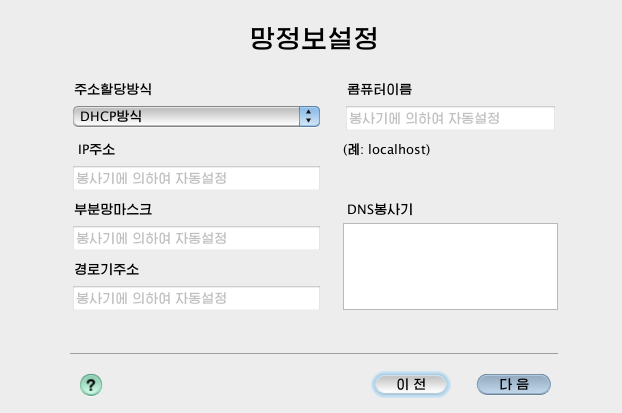 망정보설정
주소할당방식
DHCP방식
IP주소
봉사기에 의하여 자동설정
부분망마스크
봉사기에 의하여 자동설정
경로기주소
봉사기에 의하여 자동설정
콤퓨터이름
봉사기에 의하여 자동설정
(례: localhost)
DNS봉사기
?
이 전
다 음